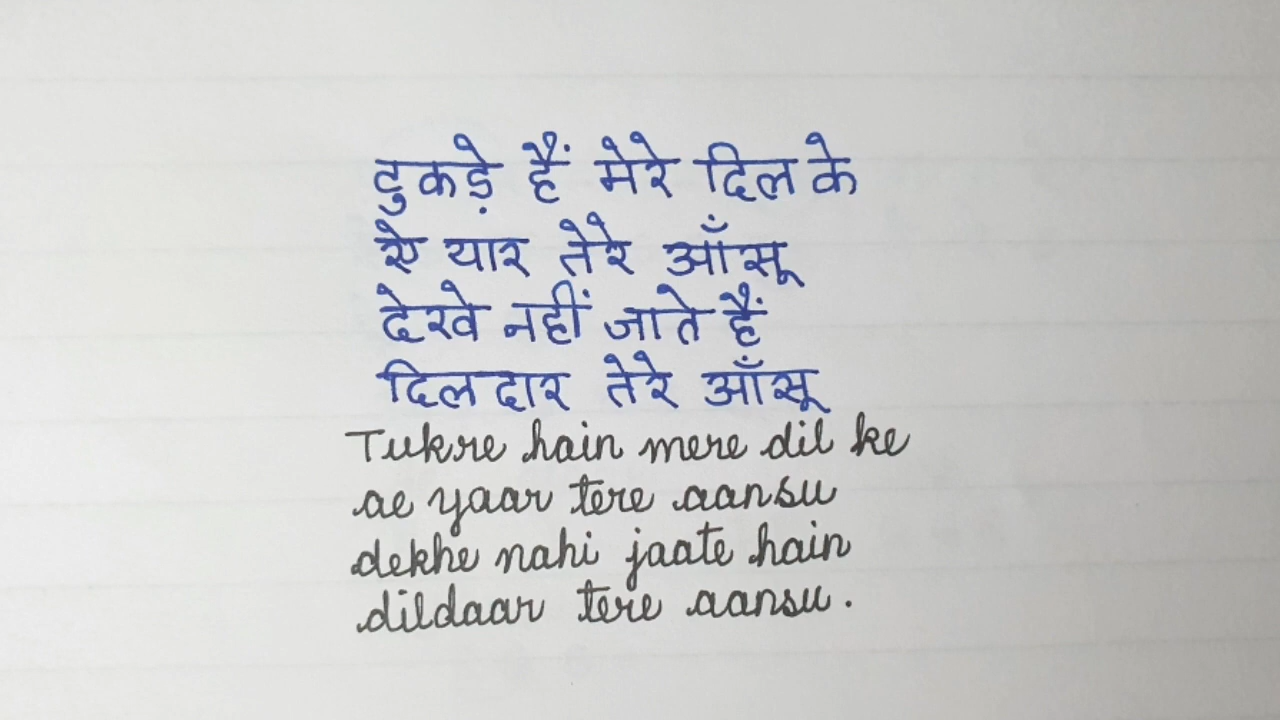 टुकड़े हैं मेरे दिल के
ऐ यार तेरे आँसू
देखे नहीं जाते हैं
दिलदार तेरे आँसू
Tukre hain mere dil ke
ae yaar tere aansu
dekhe nahi jaate hain
dildaar tere aansu.